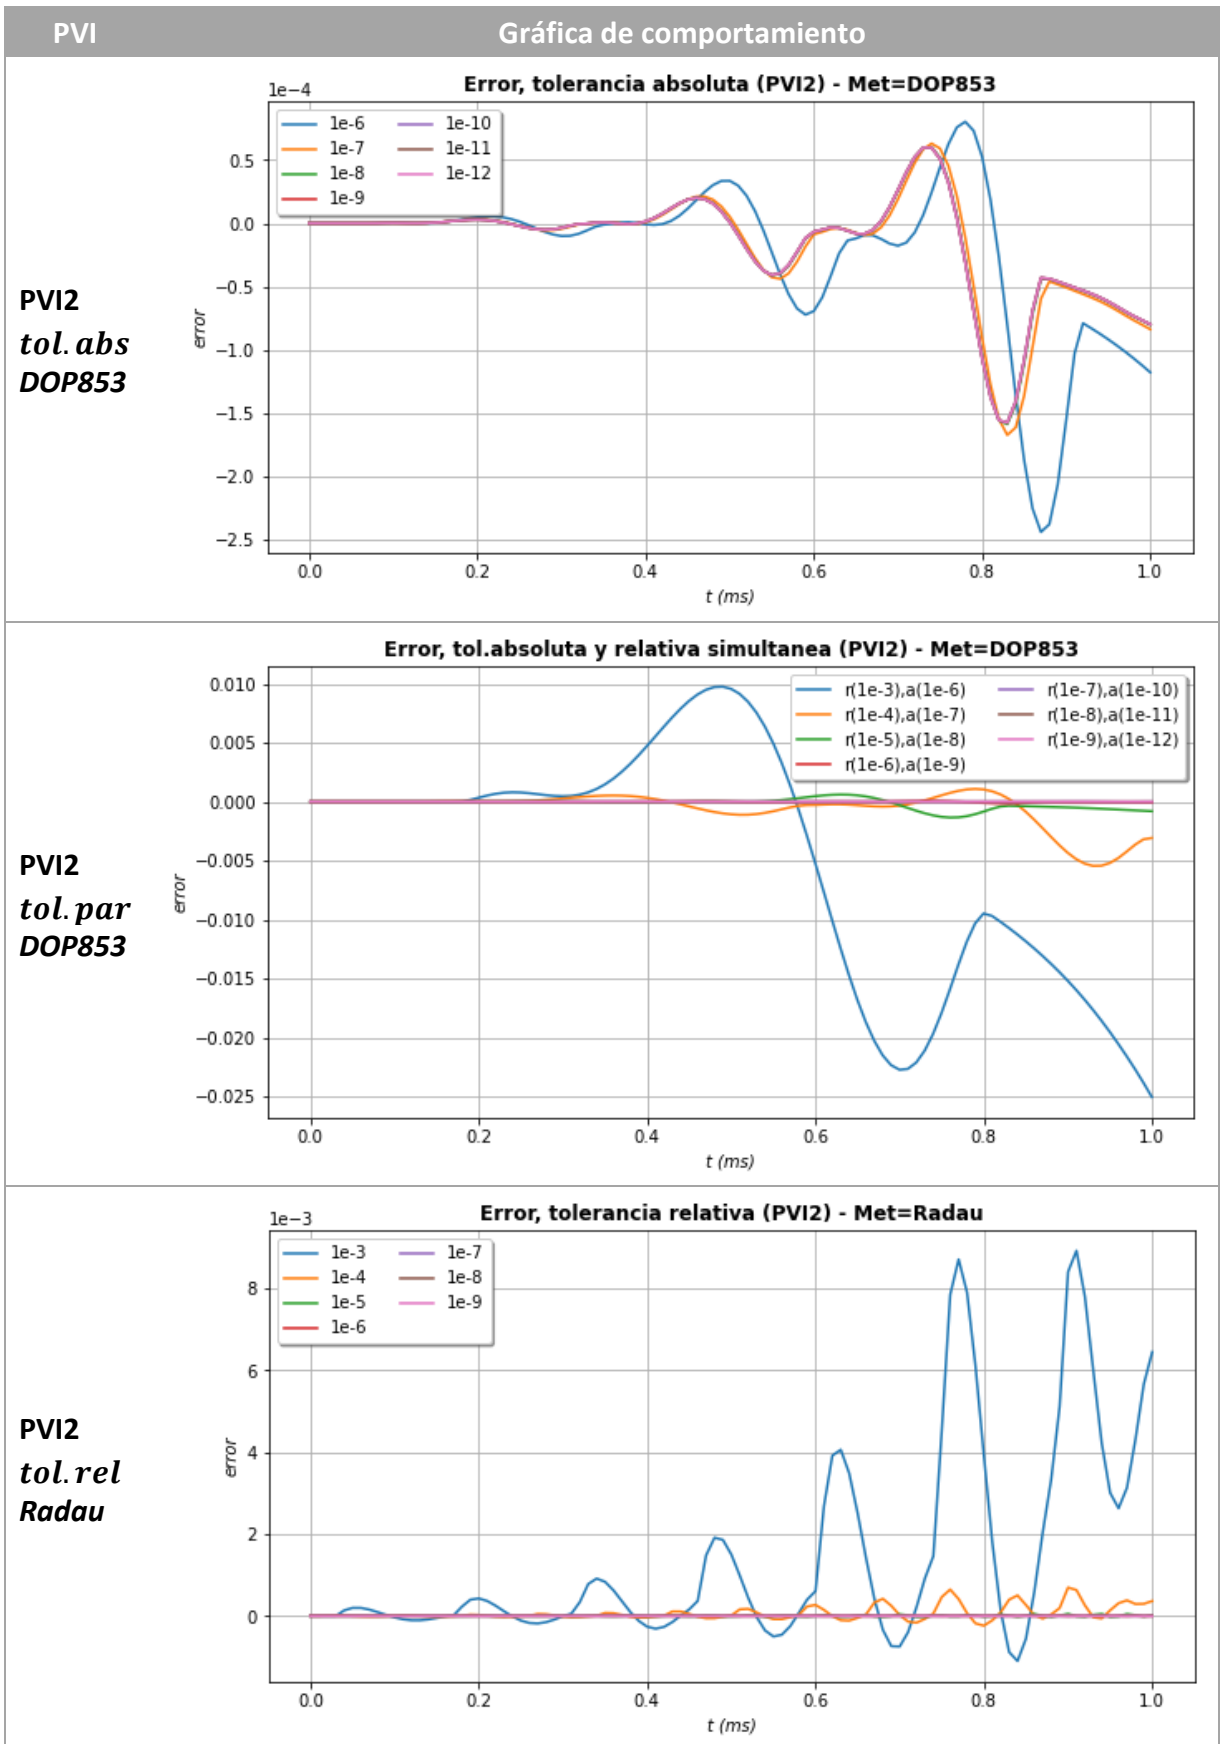 PVI Gráfica de comportamiento
PVI2
tol.abs
DOP853
Error, tolerancia absoluta (PVI2) - Met=DOP853
1e−4
1e-6 1e-10
1e-7 1e-11
1e-8 1e-12
1e-9
0.5
0.0
−0.5
−1.0
−1.5
−2.0
−2.5
error
0.0 0.2 0.4 0.6 0.8 1.0
t (ms)
PVI2
tol.par
DOP853
Error, tol.absoluta y relativa simultanea (PVI2) - Met=DOP853
r(1e-3),a(1e-6) r(1e-7),a(1e-10)
r(1e-4),a(1e-7) r(1e-8),a(1e-11)
r(1e-5),a(1e-8) r(1e-9),a(1e-12)
r(1e-6),a(1e-9)
0.010
0.005
0.000
−0.005
−0.010
−0.015
−0.020
−0.025
error
0.0 0.2 0.4 0.6 0.8 1.0
t (ms)
PVI2
tol.rel
Radau
Error, tolerancia relativa (PVI2) - Met=Radau
1e−3
1e-3 1e-7
1e-4 1e-8
1e-5 1e-9
1e-6
8
6
4
2
0
error
0.0 0.2 0.4 0.6 0.8 1.0
t (ms)